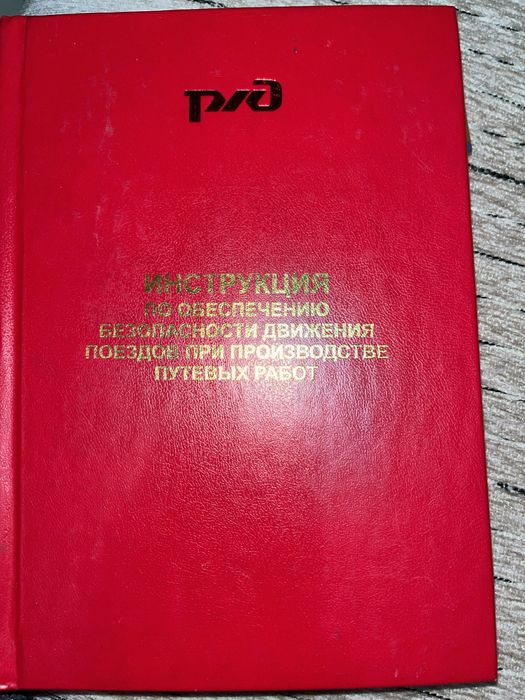 РЖД
ИНСТРУКЦИЯ
ПО ОБЕСПЕЧЕНИЮ
БЕЗОПАСНОСТИ ДВИЖЕНИЯ
ПОЕЗДОВ ПРИ ПРОИЗВОДСТВЕ
ПУТЕВЫХ РАБОТ